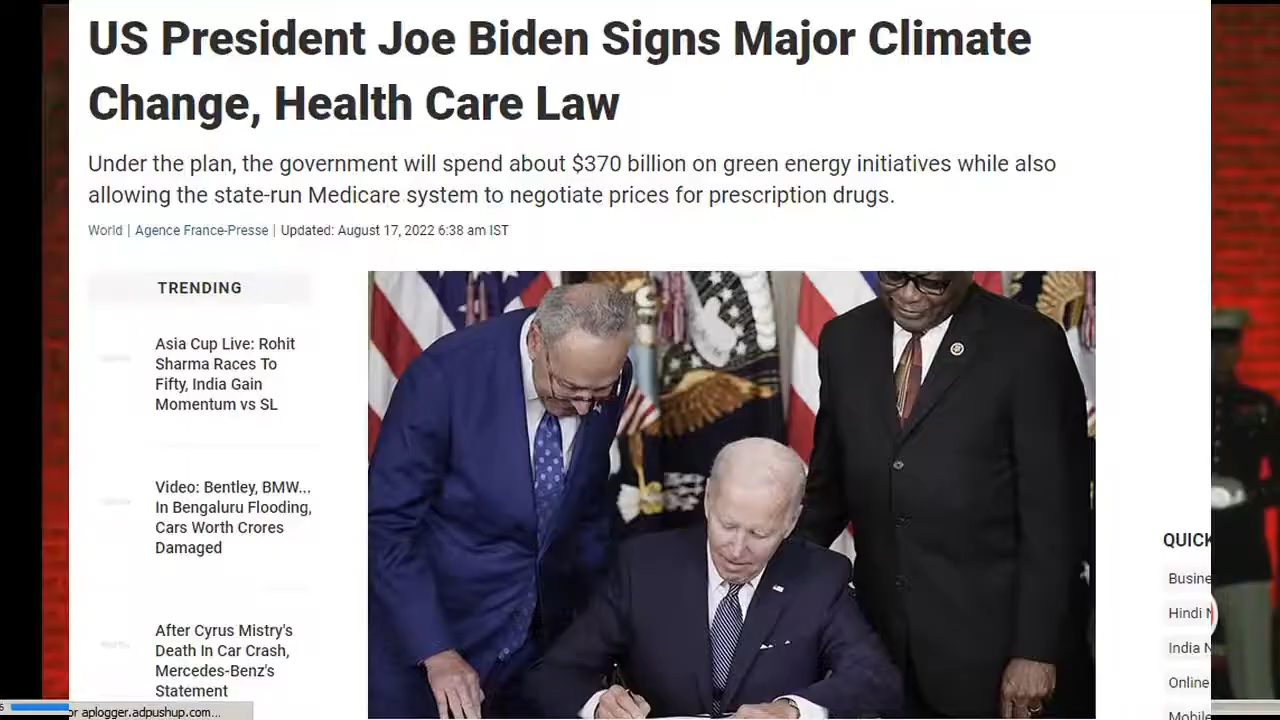 US President Joe Biden Signs Major Climate
Change, Health Care Law
Under the plan, the government will spend about $370 billion on green energy initiatives while also
allowing the state-run Medicare system to negotiate prices for prescription drugs.
World | Agence France-Presse | Updated: August 17, 2022 6:38 am IST
TRENDING
Asia Cup Live: Rohit
Sharma Races To
Fifty, India Gain
Momentum vs SL
Video: Bentley, BMW...
In Bengaluru Flooding,
Cars Worth Crores
Damaged
After Cyrus Mistry's
Death In Car Crash,
Mercedes-Benz's
Statement
QUICK
Busine
Hindi N
India N
Online
Mobile
6
or aplogger.adpushup.com...